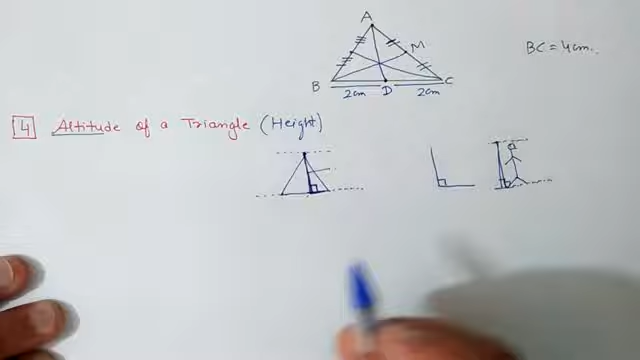 A
M
BC = 4cm.
B
C
2cm D 2cm
4 Altitude of a Triangle (Height)